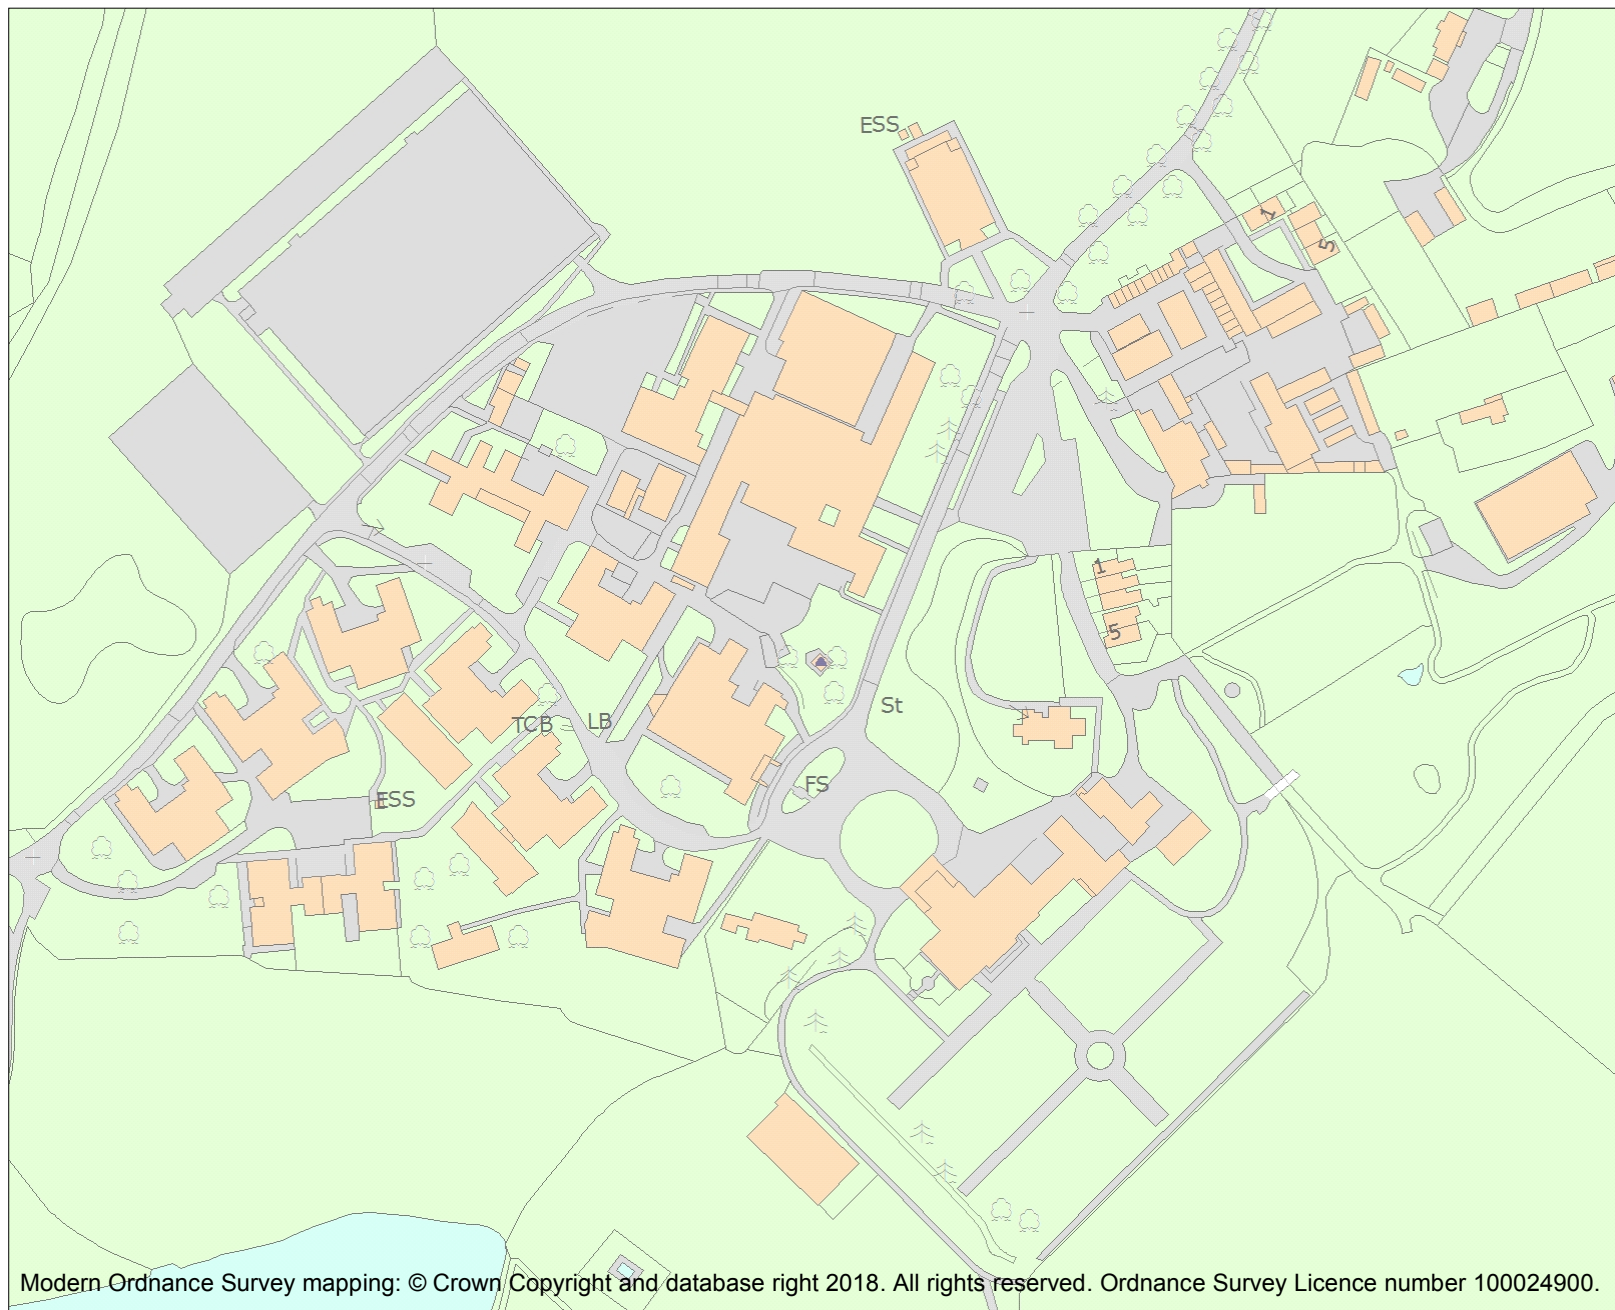 ESS
1
5
1
5
St
TCB
LB
FS
ESS
Modern Ordnance Survey mapping: © Crown Copyright and database right 2018. All rights reserved. Ordnance Survey Licence number 100024900.